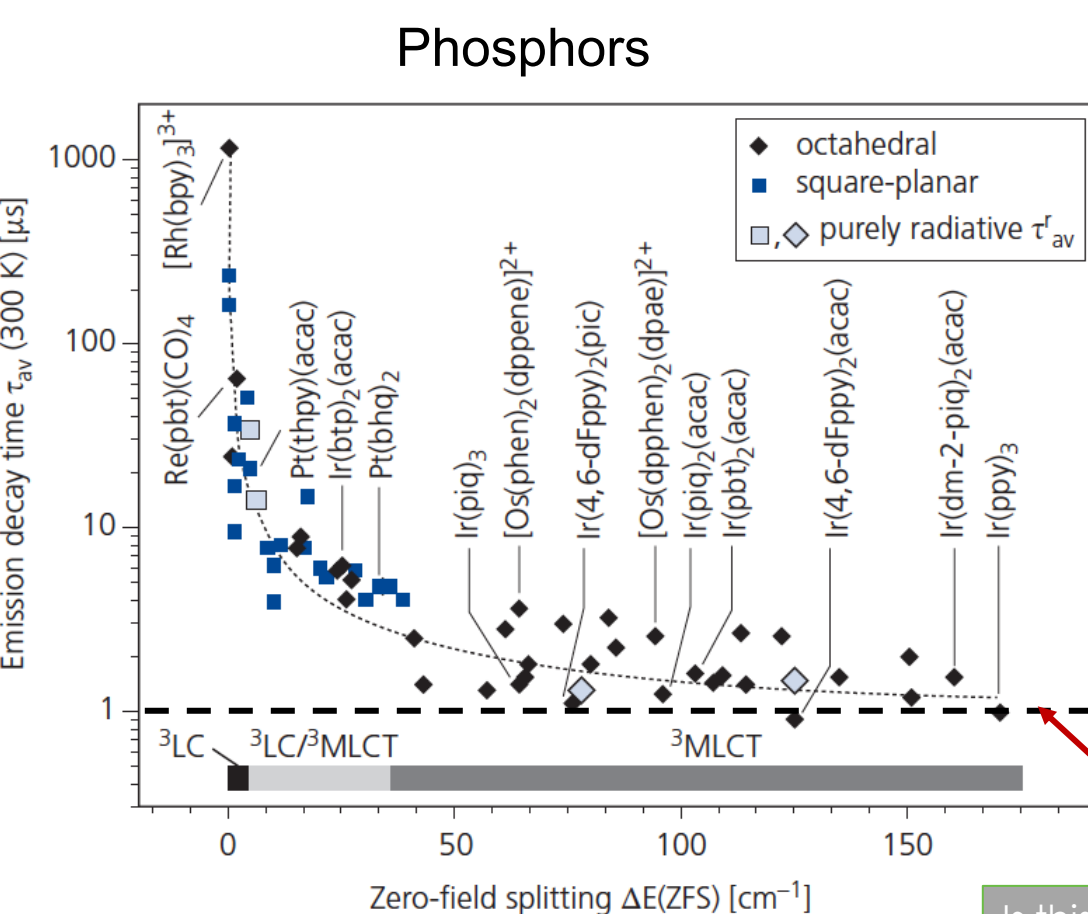 Phosphors
Emission decay time τav (300 K) [µs]
1000
100
10
1
[Rh(bpy)3]3+
Re(pbt)(CO)4
Pt(thpy)(acac)
Ir(btp)2(acac)
Pt(bhq)2
Ir(piq)3
[Os(phen)2(dppene)]2+
Ir(4,6-dFppy)2(pic)
[Os(dpphen)2(dpae)]2+
Ir(piq)2(acac)
Ir(pbt)2(acac)
Ir(4,6-dFppy)2(acac)
Ir(dm-2-piq)2(acac)
Ir(ppy)3
octahedral
square-planar
, purely radiative τrav
3LC
3LC/3MLCT
3MLCT
0
50
100
150
Zero-field splitting ΔE(ZFS) [cm−1]